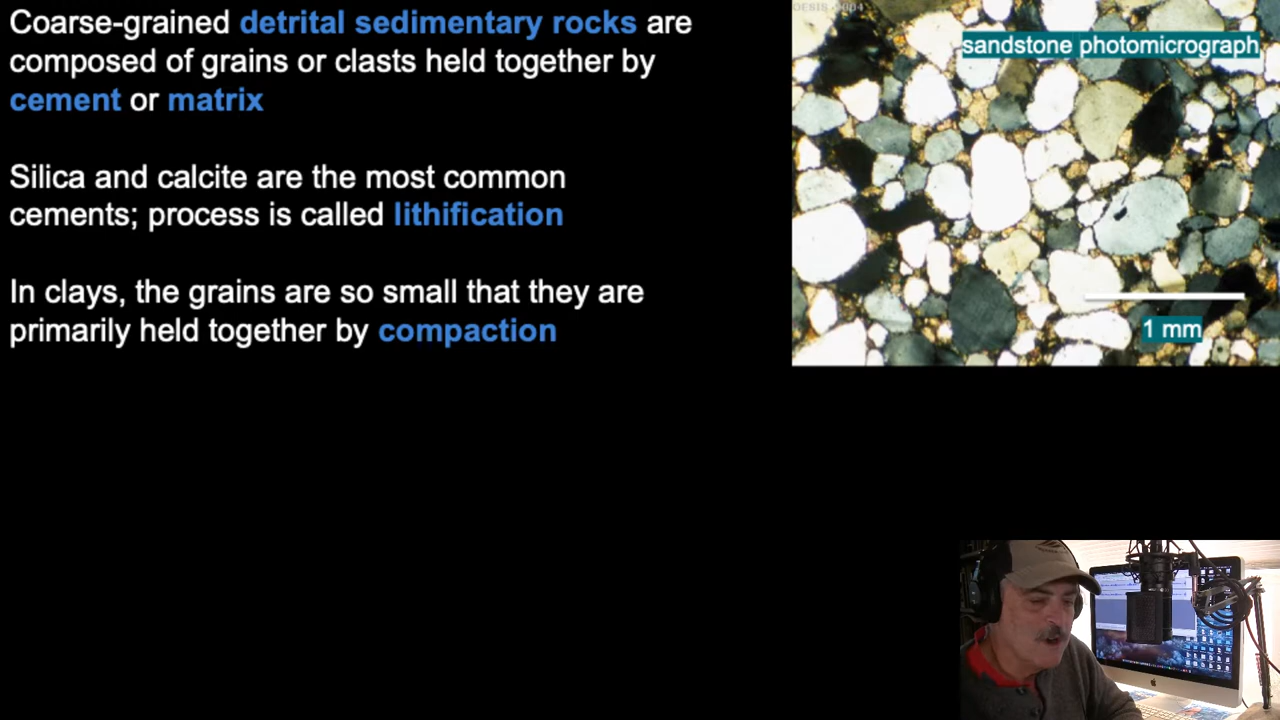 Coarse-grained detrital sedimentary rocks are
composed of grains or clasts held together by
cement or matrix
Silica and calcite are the most common
cements; process is called lithification
In clays, the grains are so small that they are
primarily held together by compaction
sandstone photomicrograph
1 mm